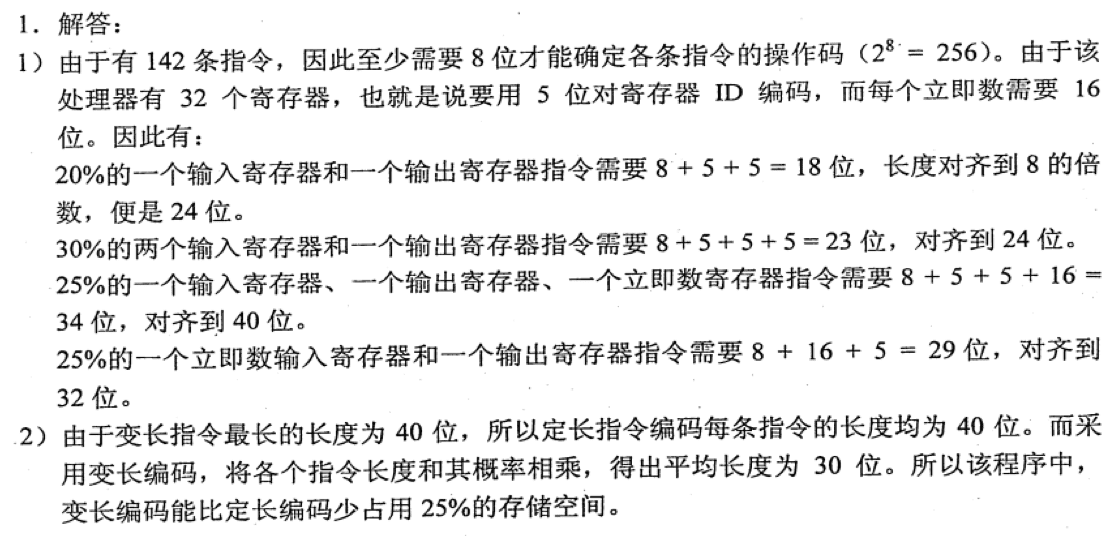 1．解答：
1）由于有 142 条指令，因此至少需要 8 位才能确定各条指令的操作码（2⁸ = 256）。由于该
处理器有 32 个寄存器，也就是说要用 5 位对寄存器 ID 编码，而每个立即数需要 16
位。因此有：
20%的一个输入寄存器和一个输出寄存器指令需要 8 + 5 + 5 = 18 位，长度对齐到 8 的倍
数，便是 24 位。
30%的两个输入寄存器和一个输出寄存器指令需要 8 + 5 + 5 + 5 = 23 位，对齐到 24 位。
25%的一个输入寄存器、一个输出寄存器、一个立即数寄存器指令需要 8 + 5 + 5 + 16 =
34 位，对齐到 40 位。
25%的一个立即数输入寄存器和一个输出寄存器指令需要 8 + 16 + 5 = 29 位，对齐到
32 位。
2）由于变长指令最长的长度为 40 位，所以定长指令编码每条指令的长度均为 40 位。而采
用变长编码，将各个指令长度和其概率相乘，得出平均长度为 30 位。所以该程序中，
变长编码能比定长编码少占用 25%的存储空间。